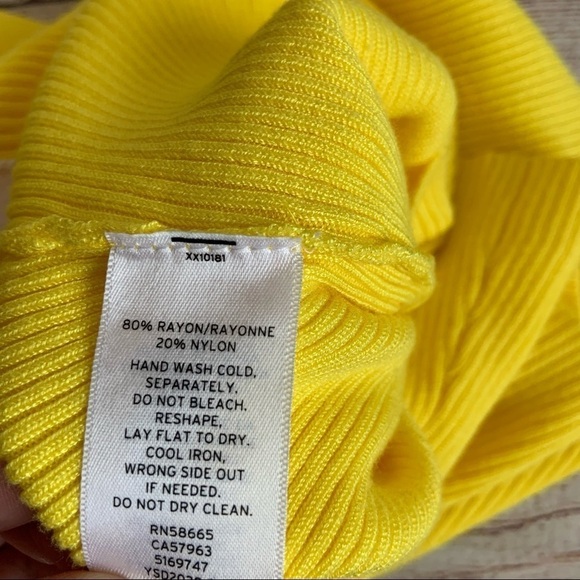 XX10181
80% RAYON/RAYONNE
20% NYLON
HAND WASH COLD,
SEPARATELY.
DO NOT BLEACH.
RESHAPE,
LAY FLAT TO DRY.
COOL IRON,
WRONG SIDE OUT
IF NEEDED.
DO NOT DRY CLEAN.
RN58665
CA57963
5169747